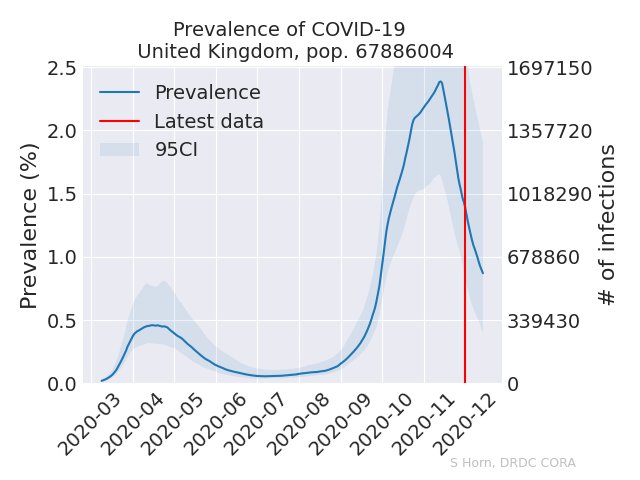 Prevalence of COVID-19
United Kingdom, pop. 67886004
Prevalence
Latest data
95CI
Prevalence (%)
2.5
2.0
1.5
1.0
0.5
0.0
1697150
1357720
1018290
678860
339430
0
# of infections
2020-03
2020-04
2020-05
2020-06
2020-07
2020-08
2020-09
2020-10
2020-11
2020-12
S Horn, DRDC CORA